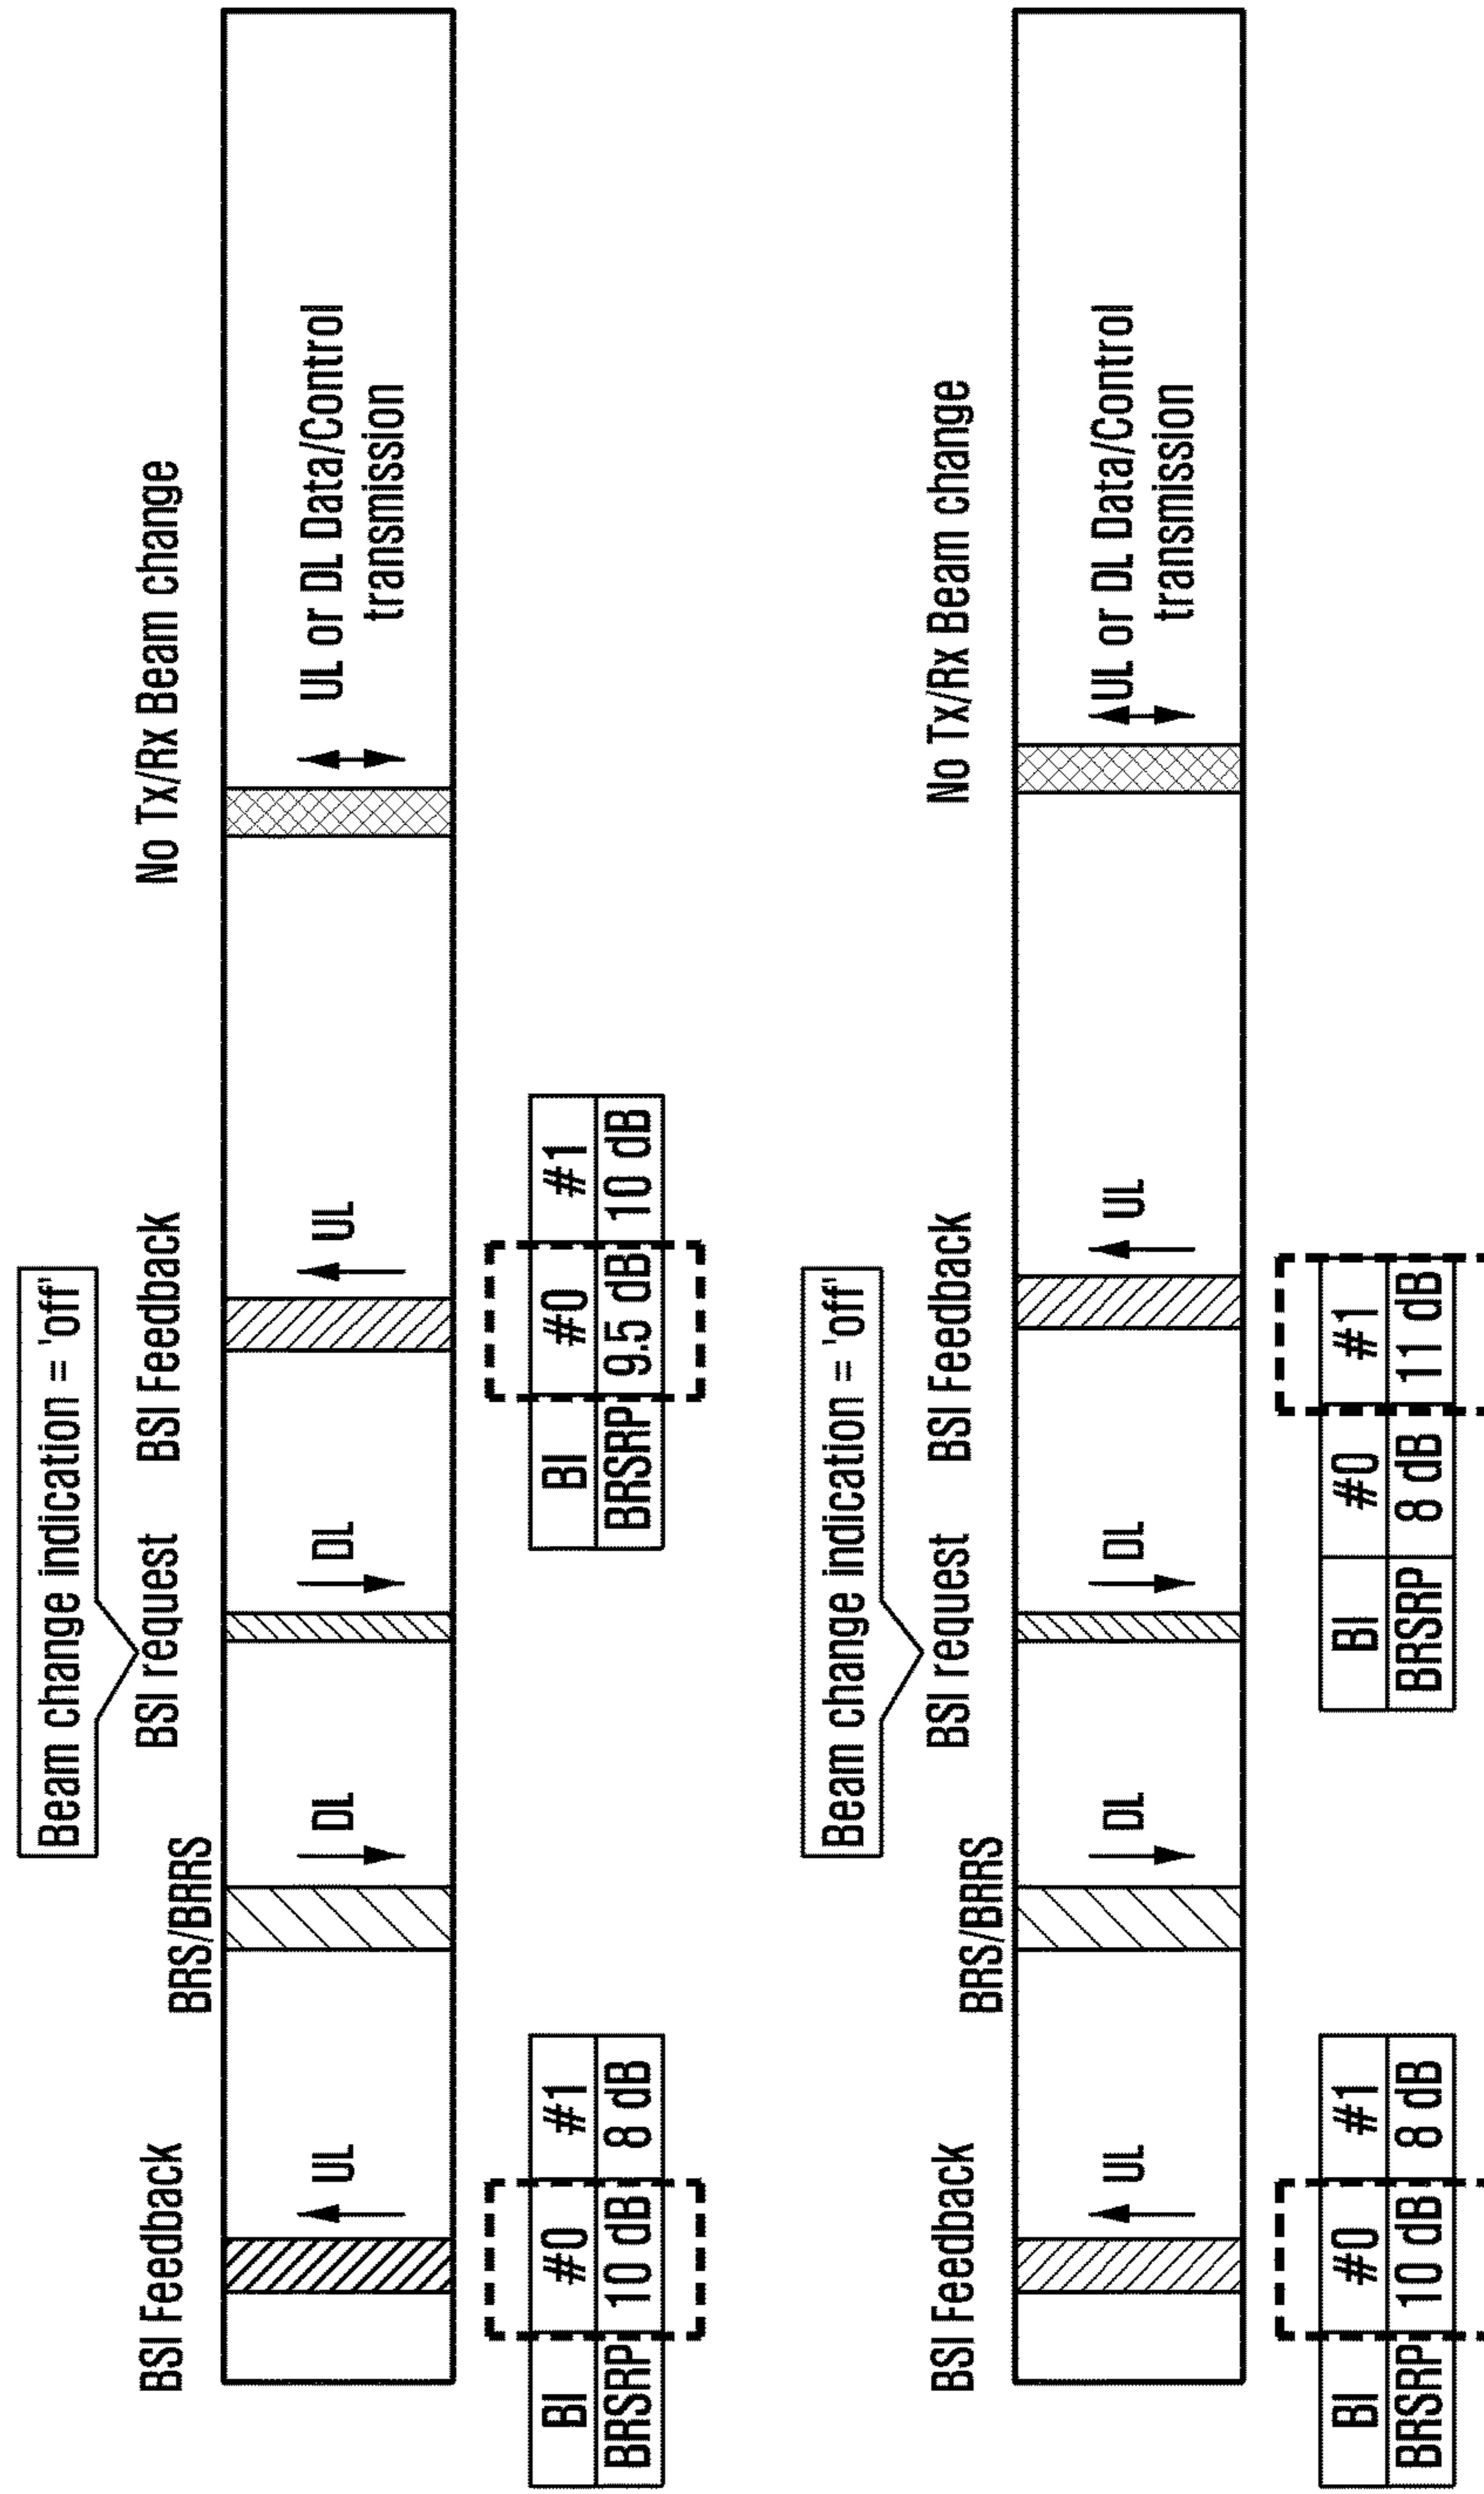 Beam change indication = 'off'
BSI Feedback
BRS/BRRS
BSI request
BSI Feedback
No Tx/Rx Beam change
UL
DL
DL
UL
UL or DL Data/Control
transmission
BI #0 #1
BRSRP 10 dB 8 dB
BI #0 #1
BRSRP 9.5 dB 10 dB
Beam change indication = 'off'
BSI Feedback
BRS/BRRS
BSI request
BSI Feedback
No Tx/Rx Beam change
UL
DL
DL
UL
UL or DL Data/Control
transmission
BI #0 #1
BRSRP 10 dB 8 dB
BI #0 #1
BRSRP 8 dB 11 dB